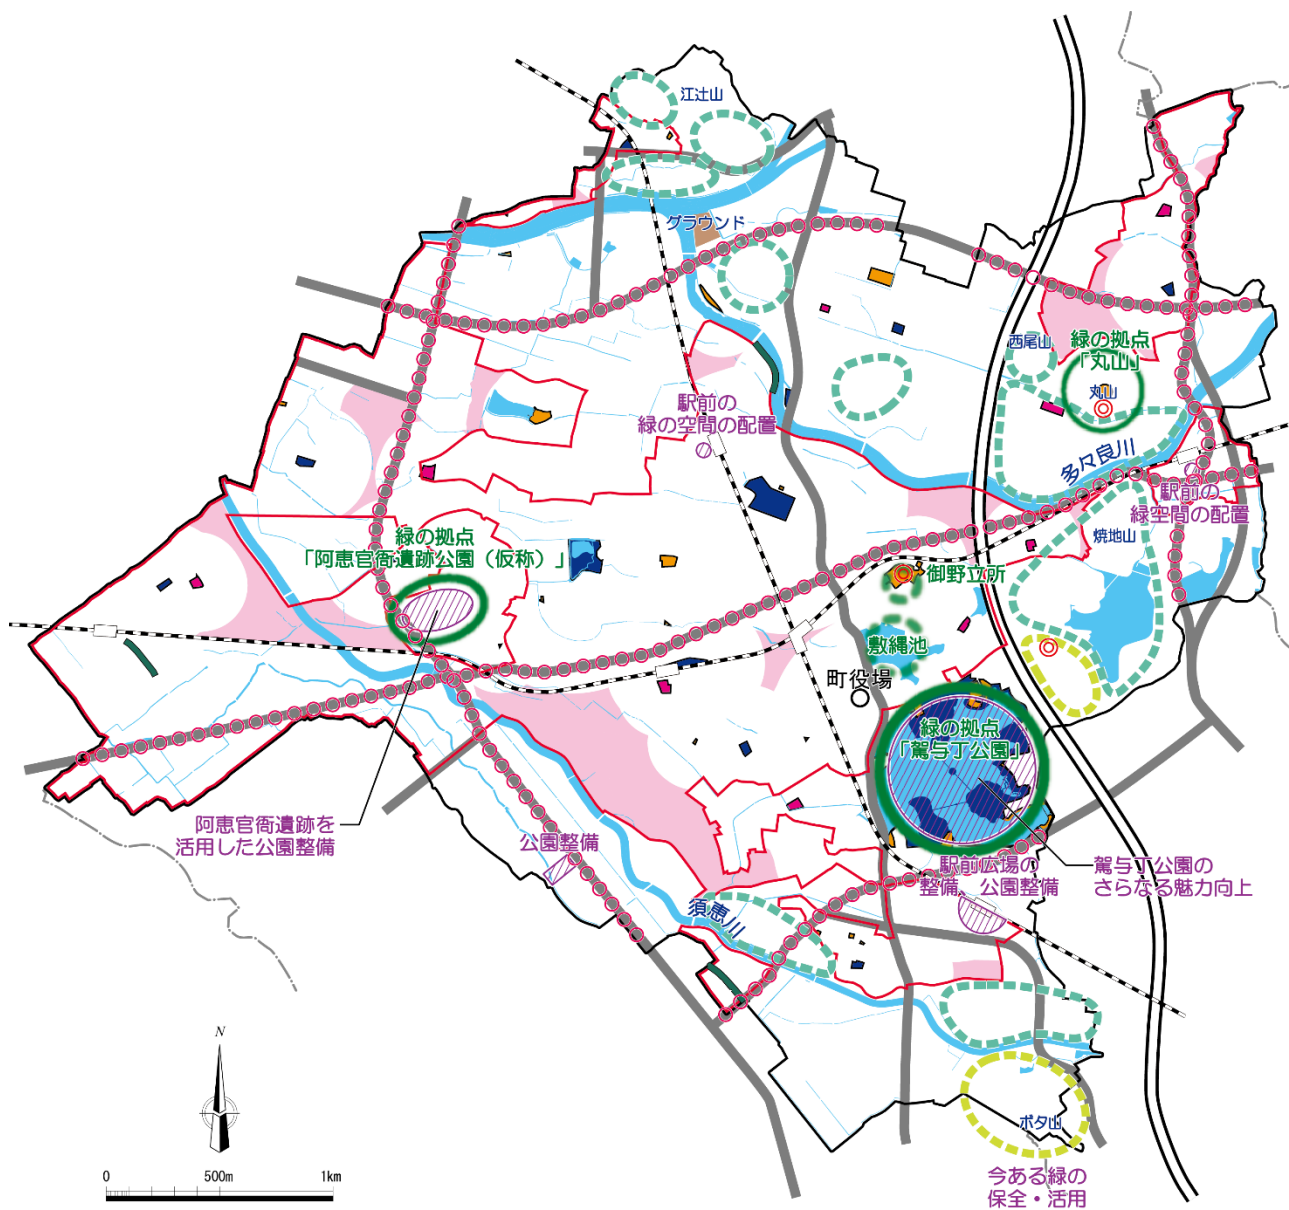 江辻山
グラウンド
西尾山
緑の拠点
「丸山」
丸山
駅前の
緑の空間の配置
多々良川
駅前の
緑空間の配置
焼地山
緑の拠点
「阿恵官衙遺跡公園（仮称）」
御野立所
敷縄池
町役場
緑の拠点
「駕与丁公園」
阿恵官衙遺跡を
活用した公園整備
公園整備
駅前広場の
整備、公園整備
駕与丁公園の
さらなる魅力向上
須恵川
ボタ山
今ある緑の
保全・活用
N
0 500m 1km